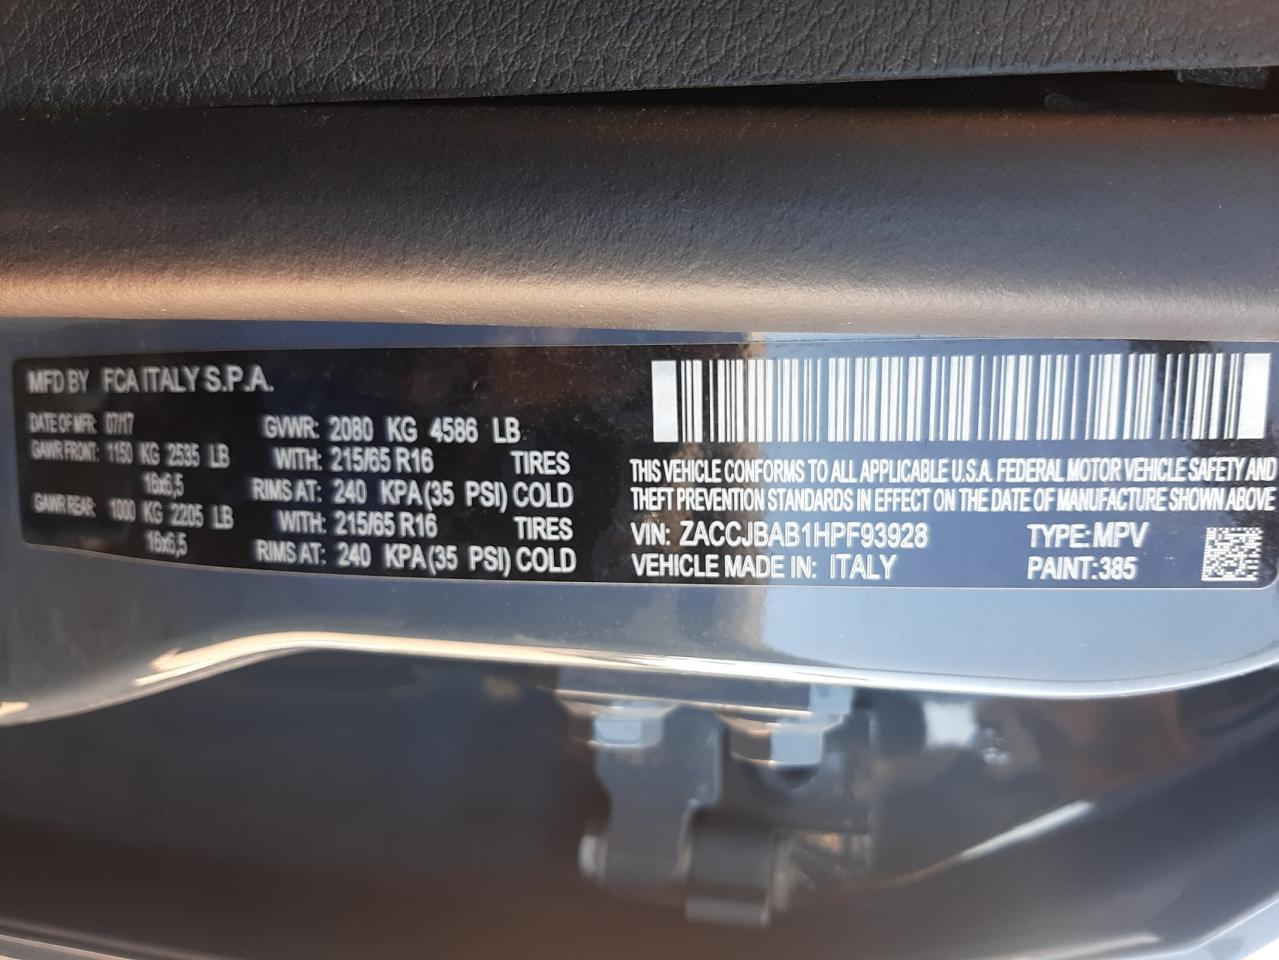 MFD BY FCA ITALY S.P.A.
DATE OF MFR: 07/17 GVWR: 2080 KG 4586 LB
GAWR FRONT: 1150 KG 2535 LB WITH: 215/65 R16 TIRES
16x6,5 RIMS AT: 240 KPA(35 PSI) COLD
GAWR REAR: 1000 KG 2205 LB WITH: 215/65 R16 TIRES
16x6,5 RIMS AT: 240 KPA(35 PSI) COLD
THIS VEHICLE CONFORMS TO ALL APPLICABLE U.S.A. FEDERAL MOTOR VEHICLE SAFETY AND
THEFT PREVENTION STANDARDS IN EFFECT ON THE DATE OF MANUFACTURE SHOWN ABOVE
VIN: ZACCJBAB1HPF93928 TYPE: MPV
VEHICLE MADE IN: ITALY PAINT: 385